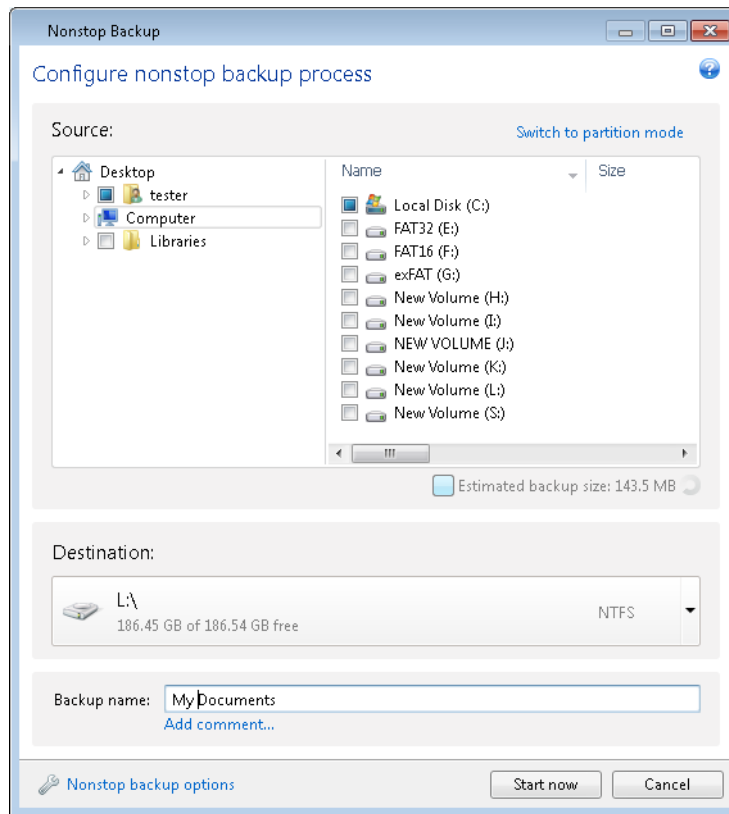 Nonstop Backup
Configure nonstop backup process
Source:
Switch to partition mode
Desktop
tester
Computer
Libraries
Name
Size
Local Disk (C:)
FAT32 (E:)
FAT16 (F:)
exFAT (G:)
New Volume (H:)
New Volume (I:)
NEW VOLUME (J:)
New Volume (K:)
New Volume (L:)
New Volume (S:)
Estimated backup size: 143.5 MB
Destination:
L:\
186.45 GB of 186.54 GB free
NTFS
Backup name: My Documents
Add comment...
Nonstop backup options
Start now
Cancel